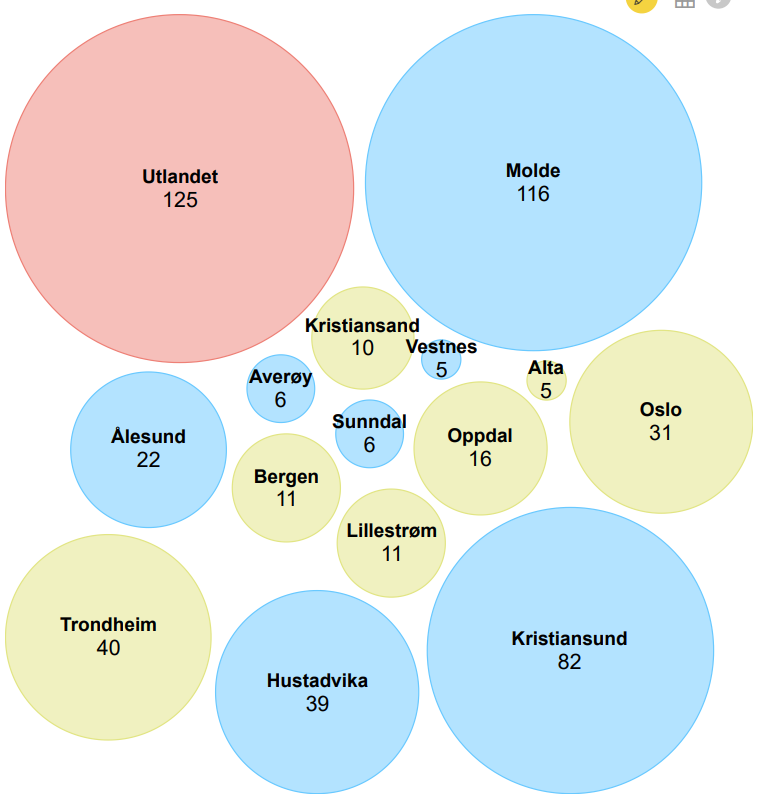 Utlandet
125
Molde
116
Kristiansand
10
Vestnes
5
Alta
5
Averøy
6
Oslo
31
Sunndal
6
Ålesund
22
Oppdal
16
Bergen
11
Lillestrøm
11
Trondheim
40
Kristiansund
82
Hustadvika
39